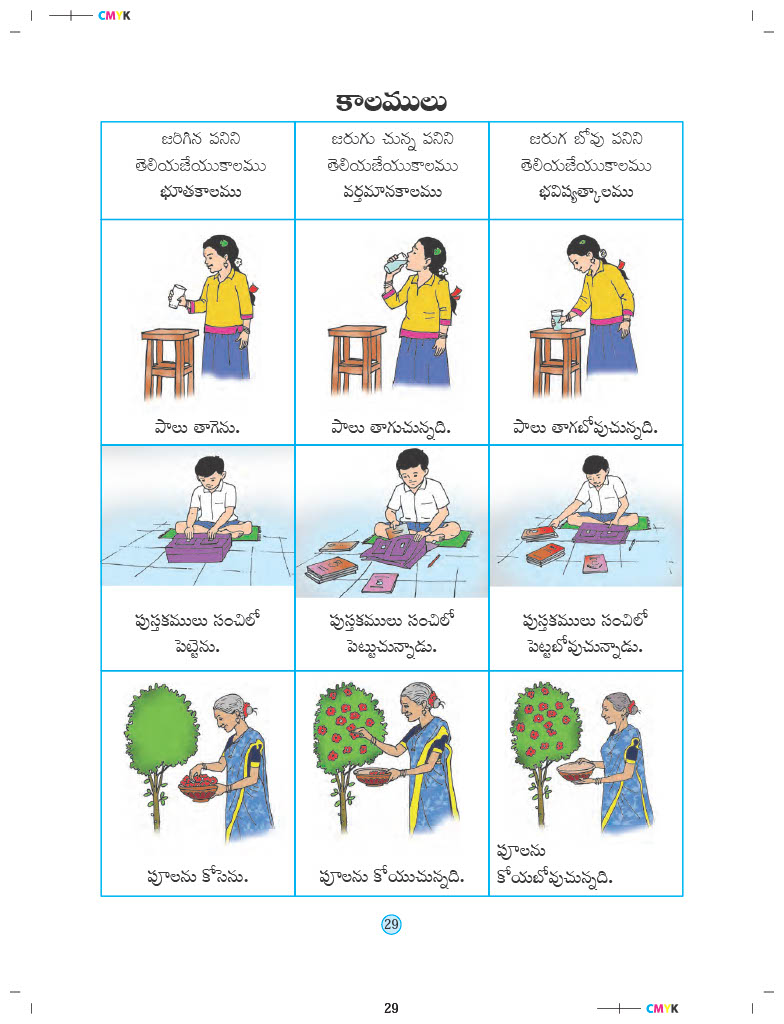 CMYK
కాలములు
జరిగిన పనిని
తెలియజేయుకాలము
భూతకాలము
జరుగు చున్న పనిని
తెలియజేయుకాలము
వర్తమానకాలము
జరుగ బోవు పనిని
తెలియజేయుకాలము
భవిష్యత్కాలము
పాలు తాగెను.
పాలు తాగుచున్నది.
పాలు తాగబోవుచున్నది.
పుస్తకములు సంచిలో
పెట్టెను.
పుస్తకములు సంచిలో
పెట్టుచున్నాడు.
పుస్తకములు సంచిలో
పెట్టబోవుచున్నాడు.
పూలను కోసెను.
పూలను కోయుచున్నది.
పూలను
కోయబోవుచున్నది.
29
29
CMYK